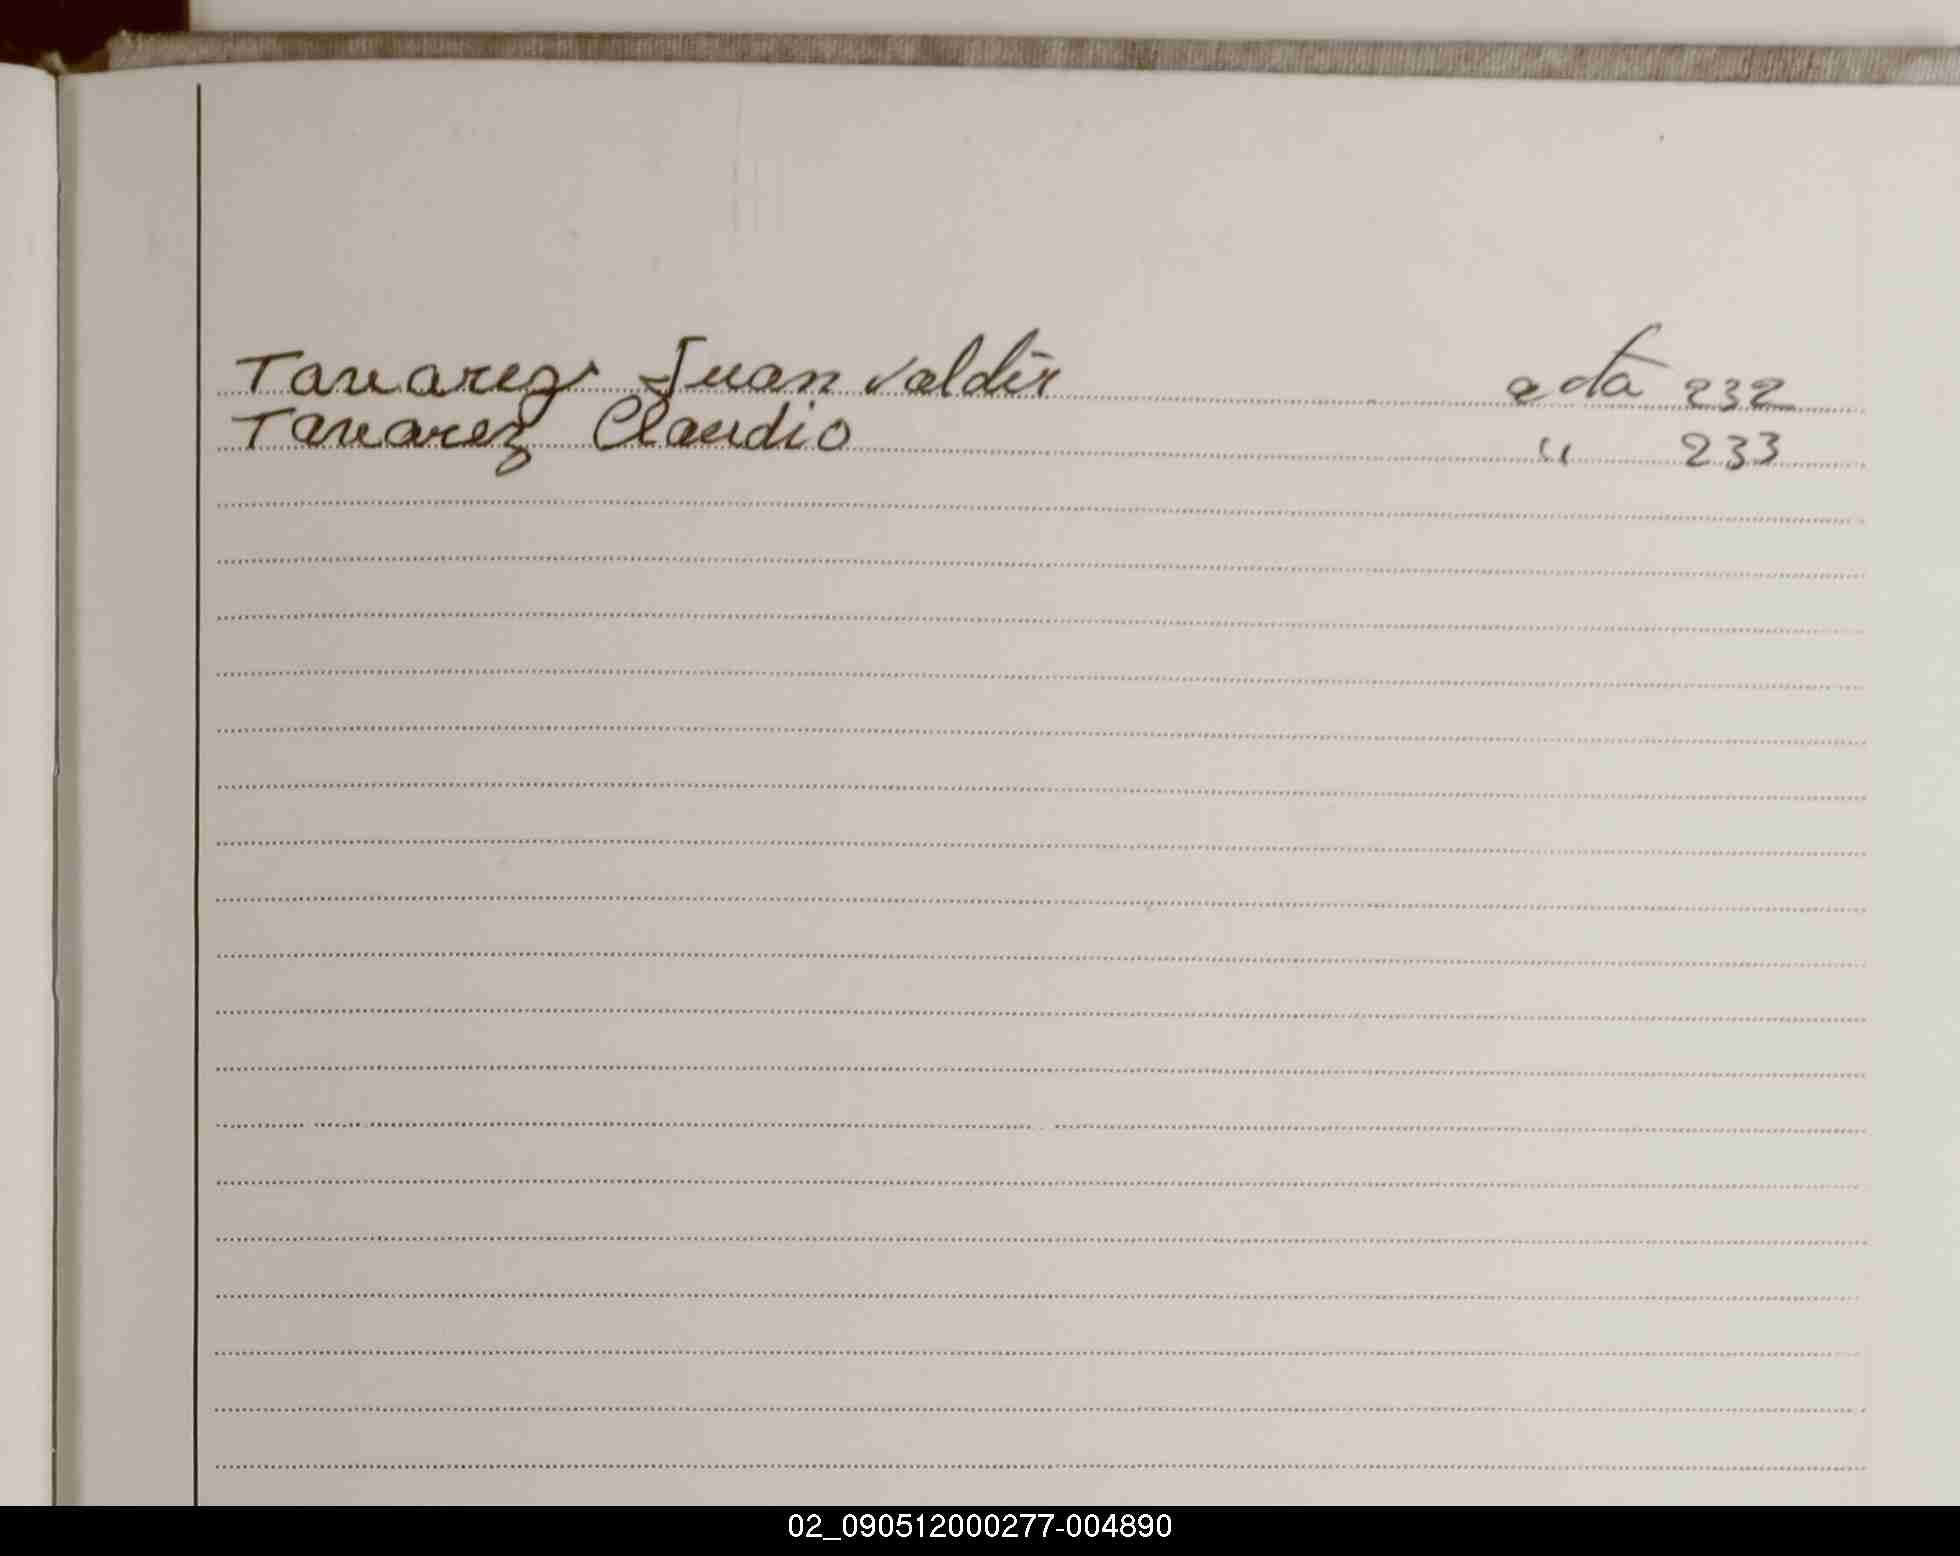 Tavarez Juan Valdir acta 232
Tavarez Claudio " 233
02_090512000277-004890